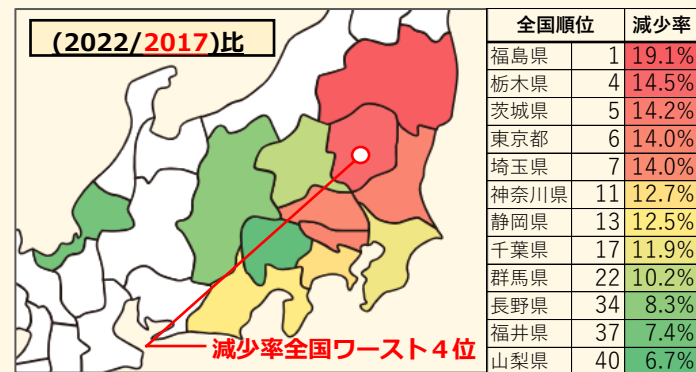 (2022/2017)比
減少率全国ワースト４位
全国順位 減少率
福島県 1 19.1%
栃木県 4 14.5%
茨城県 5 14.2%
東京都 6 14.0%
埼玉県 7 14.0%
神奈川県 11 12.7%
静岡県 13 12.5%
千葉県 17 11.9%
群馬県 22 10.2%
長野県 34 8.3%
福井県 37 7.4%
山梨県 40 6.7%